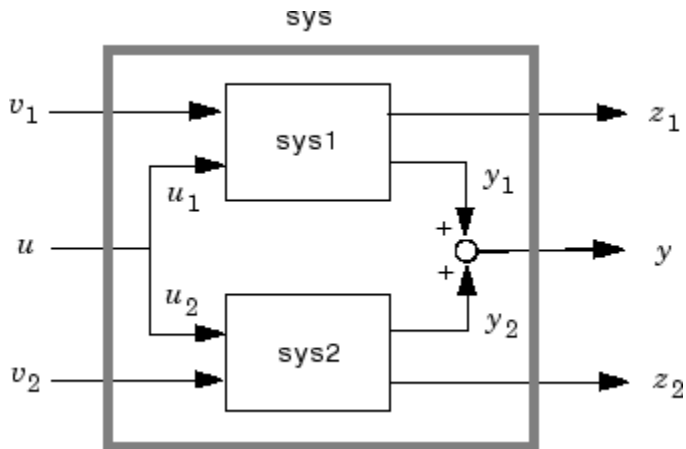 sys
v₁
z₁
sys1
y₁
u₁
+
u
y
+
u₂
y₂
sys2
v₂
z₂